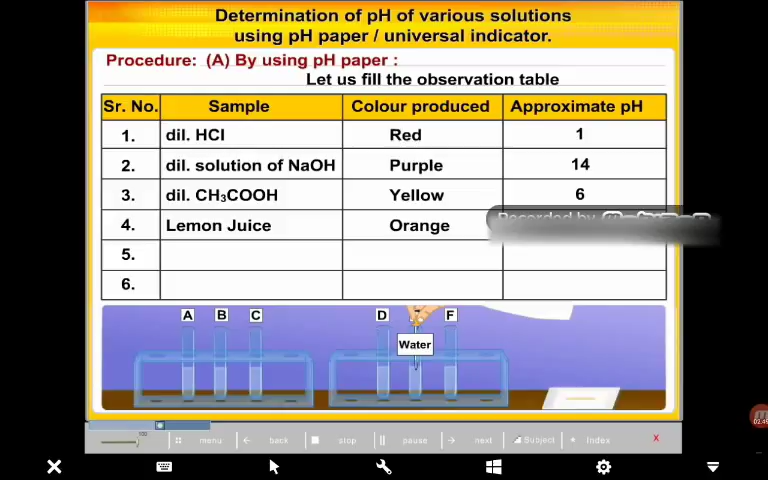 Determination of pH of various solutions
using pH paper / universal indicator.
Procedure: (A) By using pH paper :
Let us fill the observation table
Sr. No. Sample Colour produced Approximate pH
1. dil. HCl Red 1
2. dil. solution of NaOH Purple 14
3. dil. CH₃COOH Yellow 6
4. Lemon Juice Orange
5.
6.
A B C D F
Water
menu back stop pause next Subject Index X